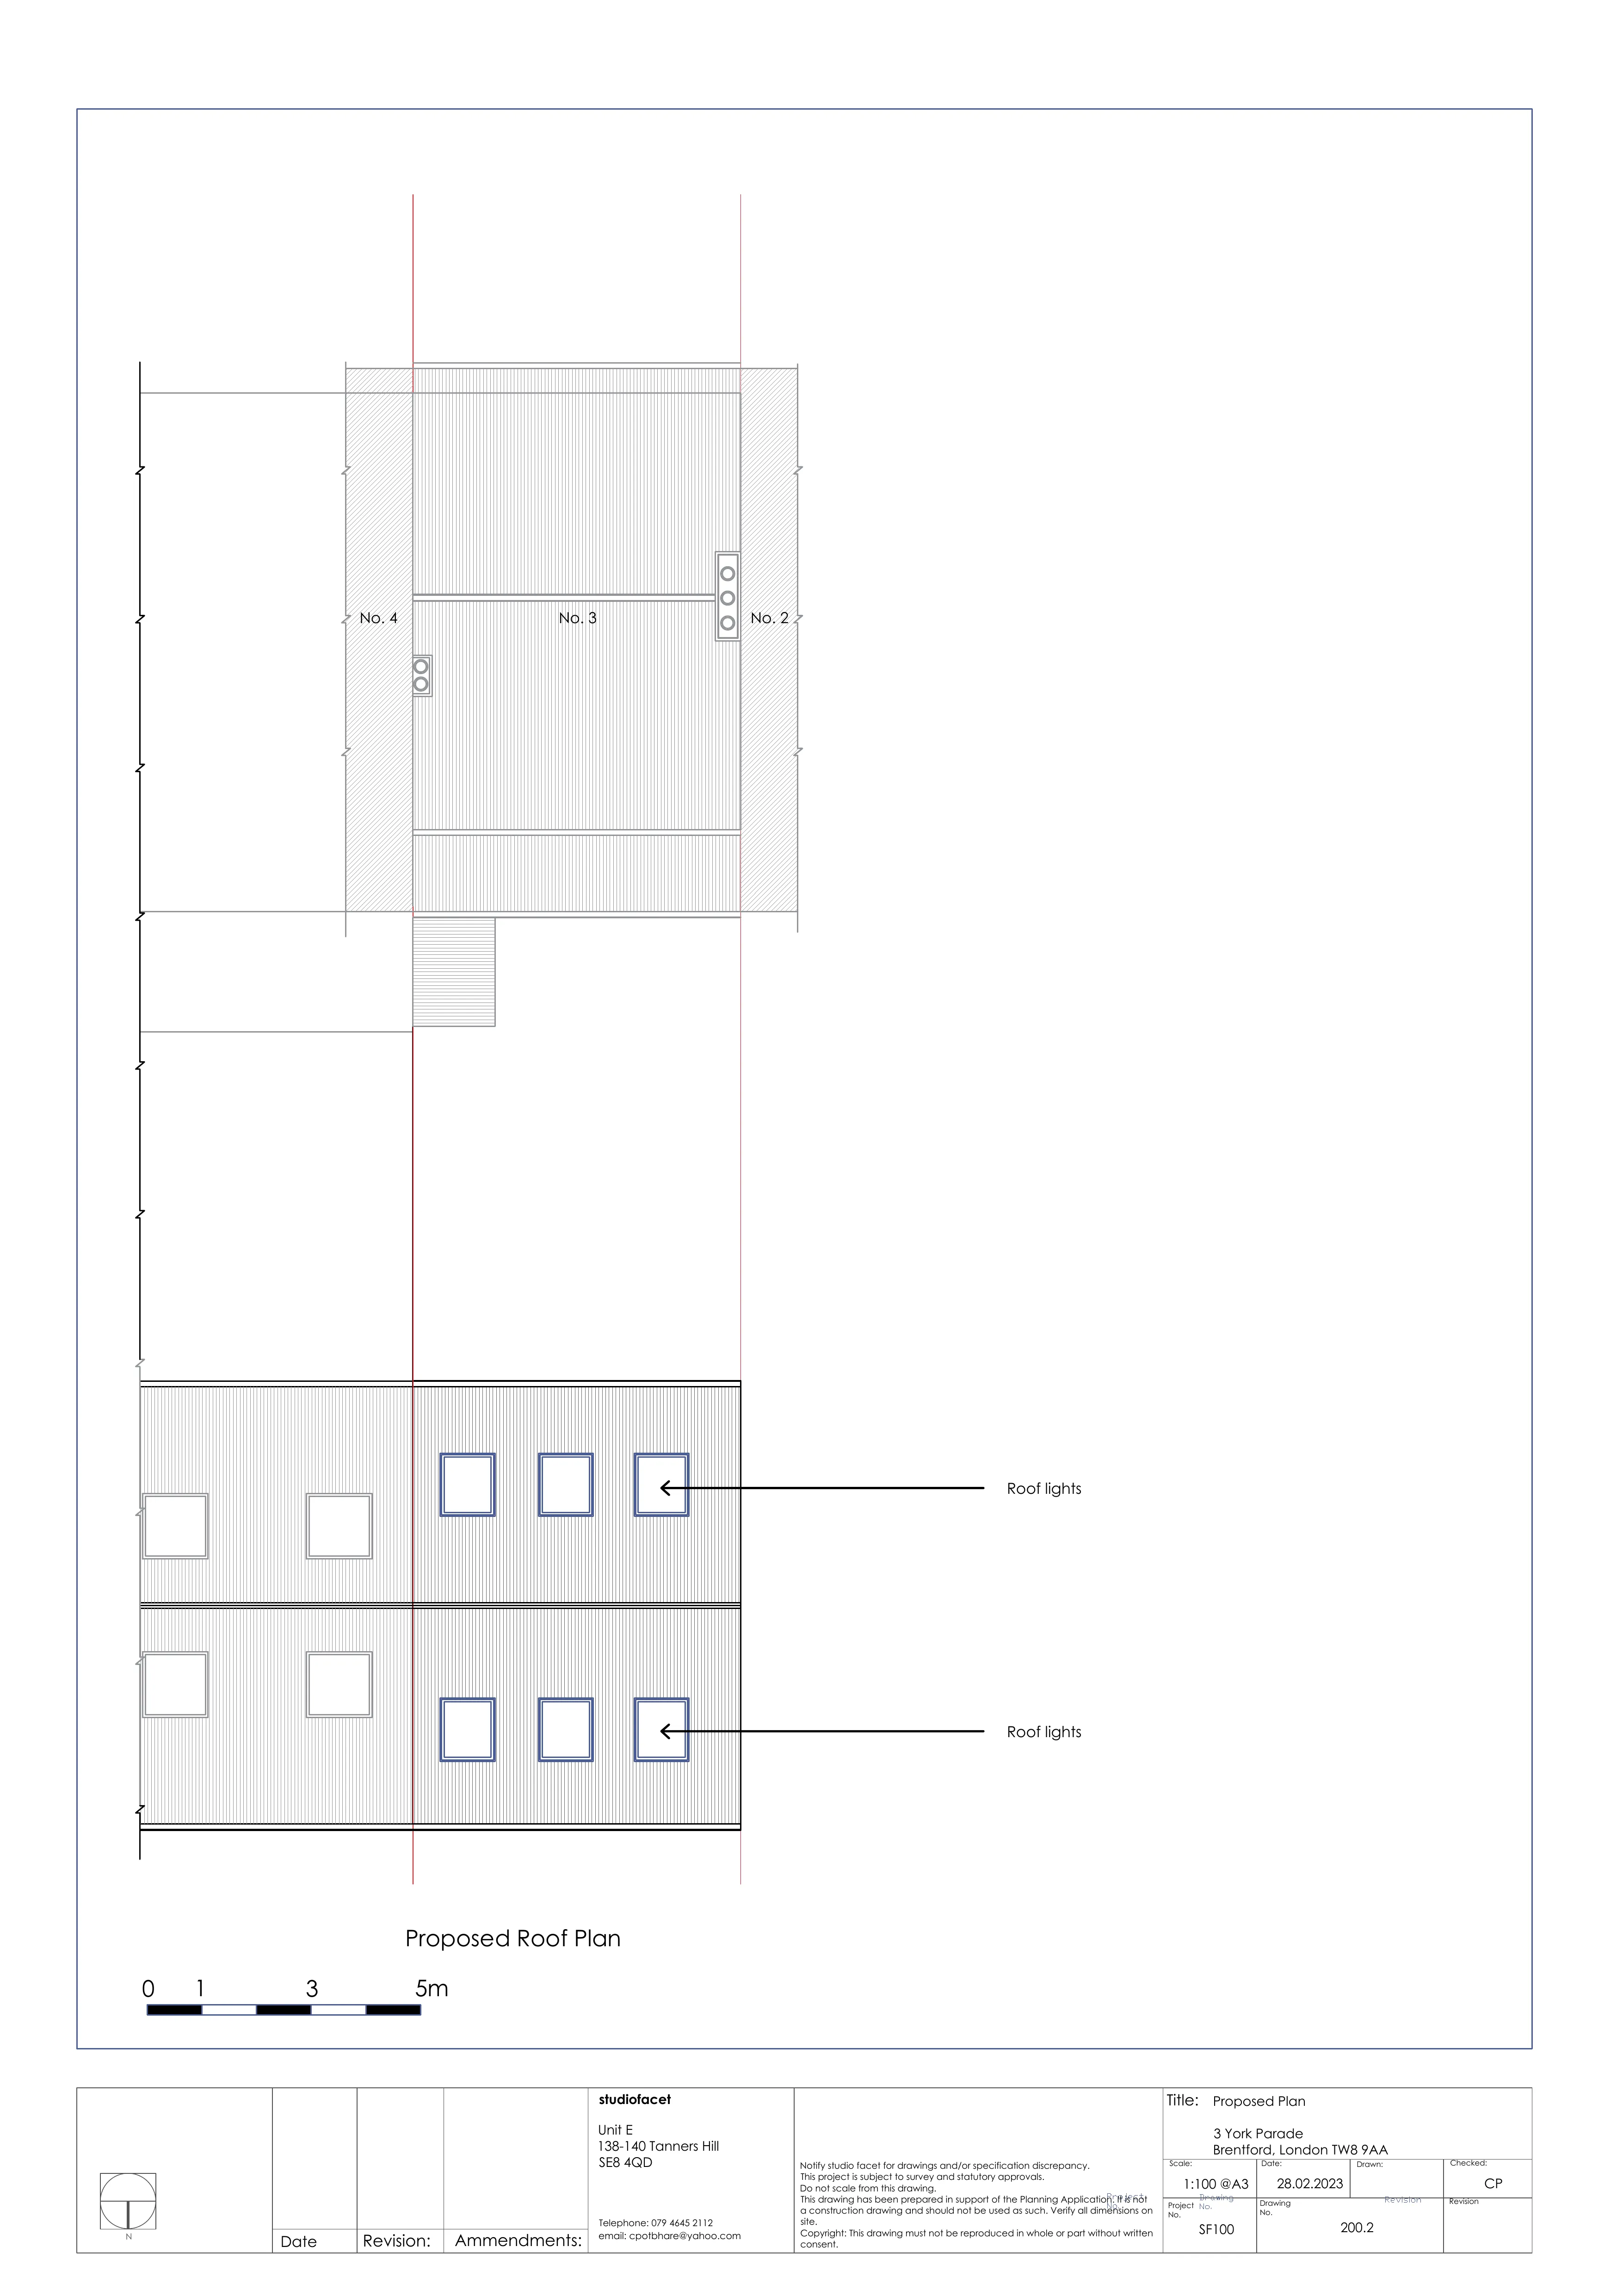 No. 4
No. 3
No. 2
Roof lights
Roof lights
Proposed Roof Plan
0 1 3 5m
N
Date
Revision:
Ammendments:
studiofacet
Unit E
138-140 Tanners Hill
SE8 4QD
Telephone: 079 4645 2112
email: cpotbhare@yahoo.com
Notify studio facet for drawings and/or specification discrepancy.
This project is subject to survey and statutory approvals.
Do not scale from this drawing.
This drawing has been prepared in support of the Planning Application. It is not
a construction drawing and should not be used as such. Verify all dimensions on
site.
Copyright: This drawing must not be reproduced in whole or part without written
consent.
Project
No.
Title: Proposed Plan
3 York Parade
Brentford, London TW8 9AA
Scale:
1:100 @A3
Date:
28.02.2023
Drawn:
Checked:
CP
Drawing
No.
Revision
Project
No.
SF100
Drawing
No.
200.2
Revision